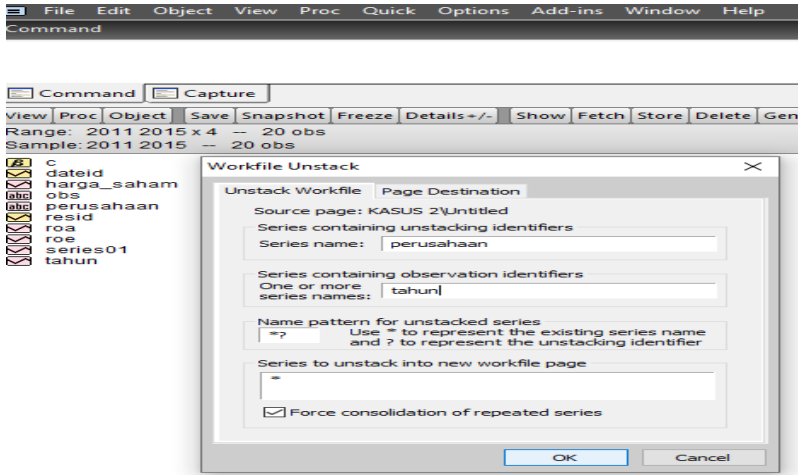 File Edit Object View Proc Quick Options Add-ins Window Help
Command
Command Capture
View Proc Object Save Snapshot Freeze Details+/- Show Fetch Store Delete Gen
Range: 2011 2015 x 4 -- 20 obs
Sample: 2011 2015 -- 20 obs
c
dateid
harga_saham
abc obs
abc perusahaan
resid
roa
roe
series01
tahun
Workfile Unstack
Unstack Workfile Page Destination
Source page: KASUS 2\Untitled
Series containing unstacking identifiers
Series name: perusahaan
Series containing observation identifiers
One or more
series names: tahun
Name pattern for unstacked series
*? Use * to represent the existing series name
and ? to represent the unstacking identifier
Series to unstack into new workfile page
*
Force consolidation of repeated series
OK Cancel